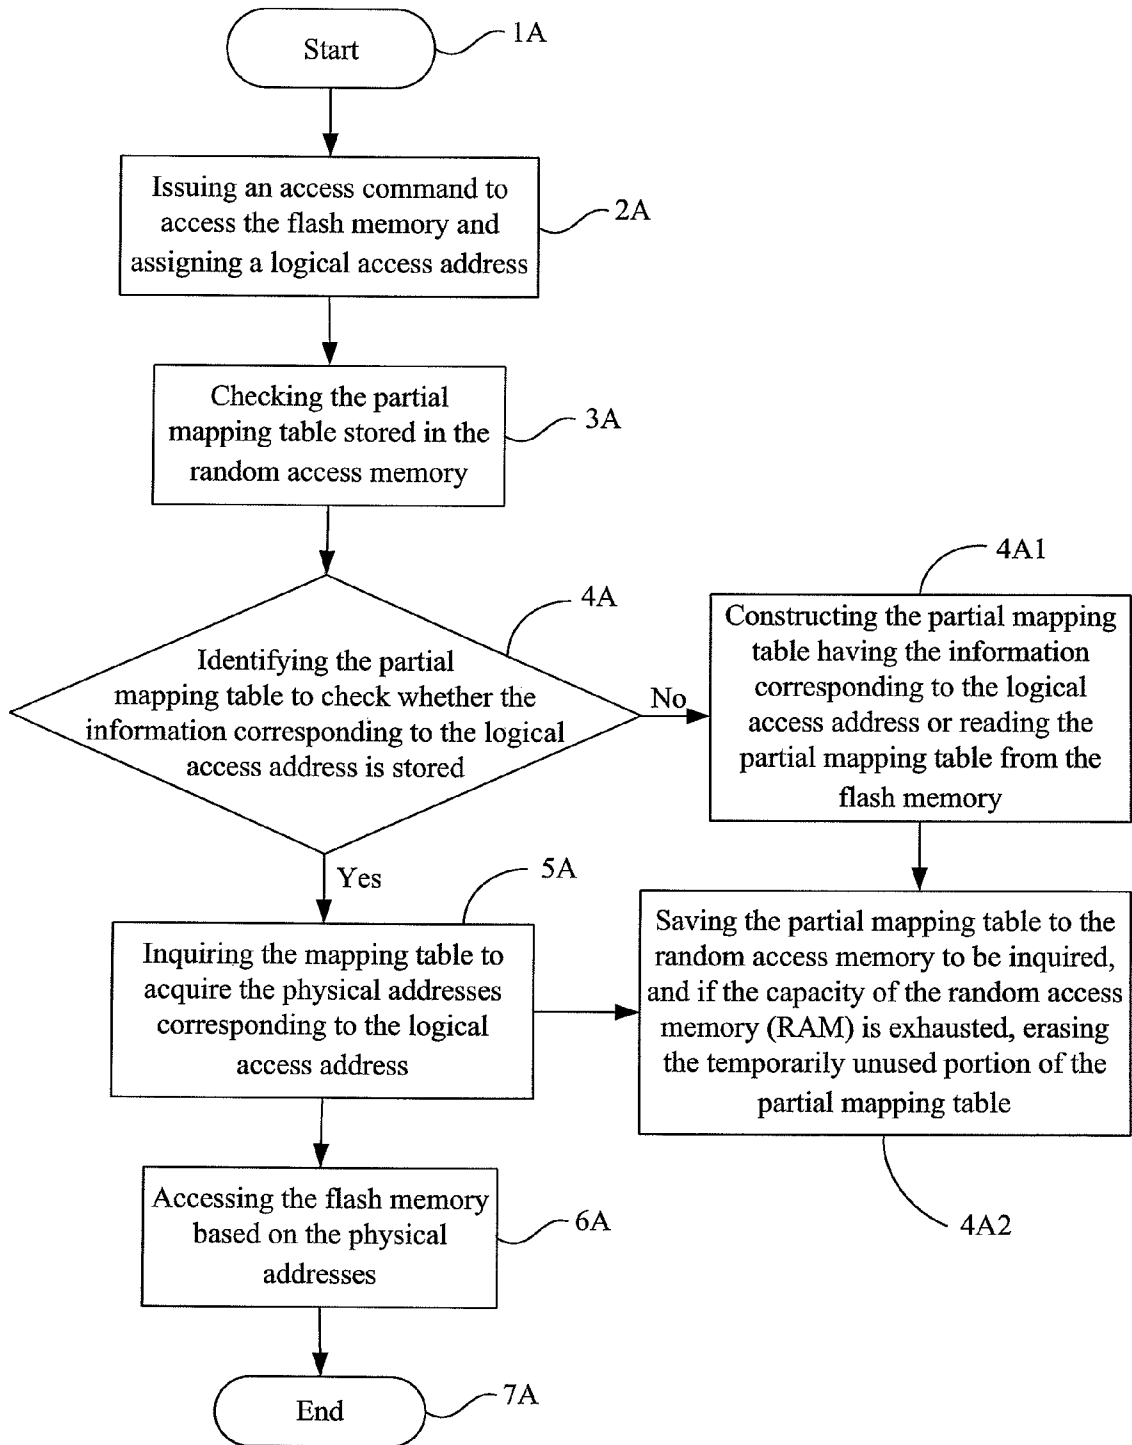 Start
1A
Issuing an access command to
access the flash memory and
assigning a logical access address
2A
Checking the partial
mapping table stored in the
random access memory
3A
Identifying the partial
mapping table to check whether the
information corresponding to the logical
access address is stored
4A
No
4A1
Constructing the partial mapping
table having the information
corresponding to the logical
access address or reading the
partial mapping table from the
flash memory
Yes
5A
Inquiring the mapping table to
acquire the physical addresses
corresponding to the logical
access address
Saving the partial mapping table to the
random access memory to be inquired,
and if the capacity of the random access
memory (RAM) is exhausted, erasing
the temporarily unused portion of the
partial mapping table
4A2
Accessing the flash memory
based on the physical
addresses
6A
End
7A